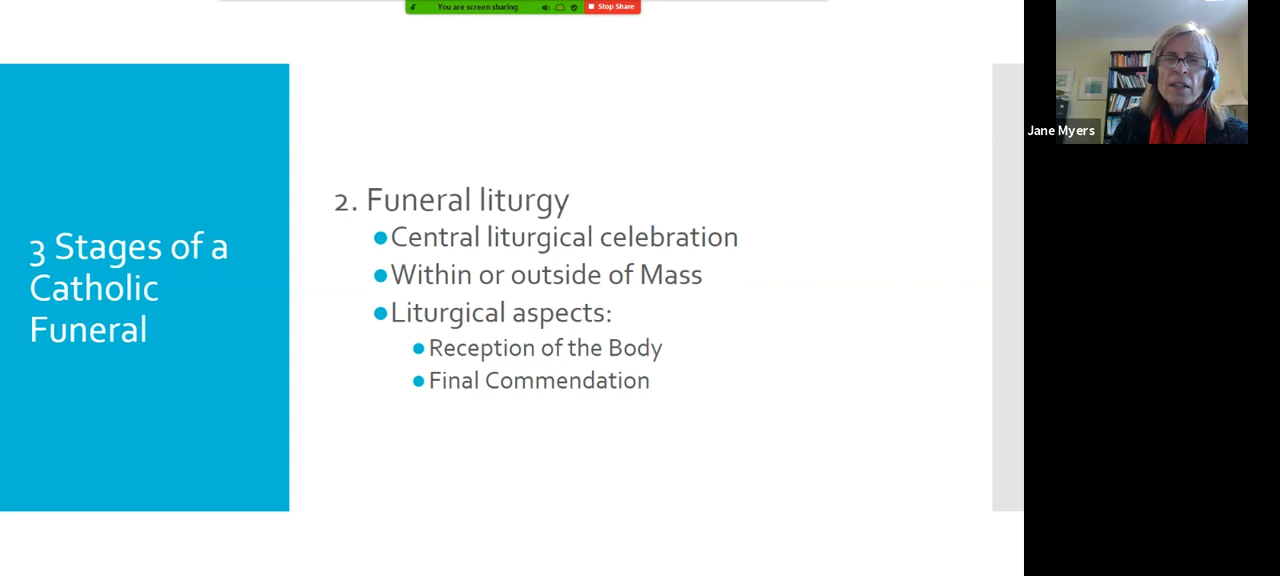 You are screen sharing
Stop Share
Jane Myers
3 Stages of a
Catholic
Funeral
2. Funeral liturgy
Central liturgical celebration
Within or outside of Mass
Liturgical aspects:
Reception of the Body
Final Commendation